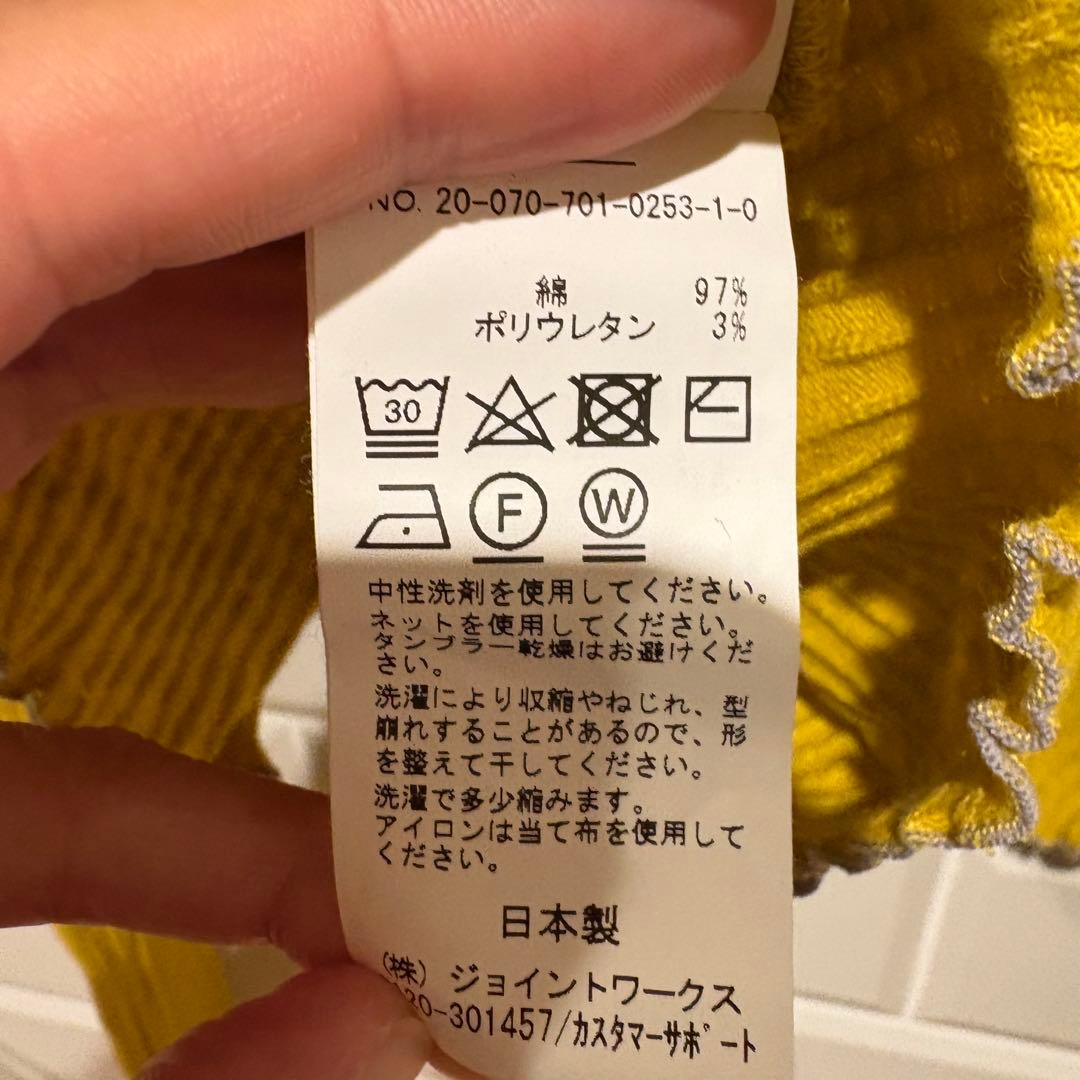 NO. 20-070-701-0253-1-0
綿 97%
ポリウレタン 3%
30
F W
中性洗剤を使用してください。
ネットを使用してください。
タンブラー乾燥はお避けくだ
さい。
洗濯により収縮やねじれ、型
崩れすることがあるので、形
を整えて干してください。
洗濯で多少縮みます。
アイロンは当て布を使用して
ください。
日本製
(株) ジョイントワークス
20-301457/カスタマーサポート